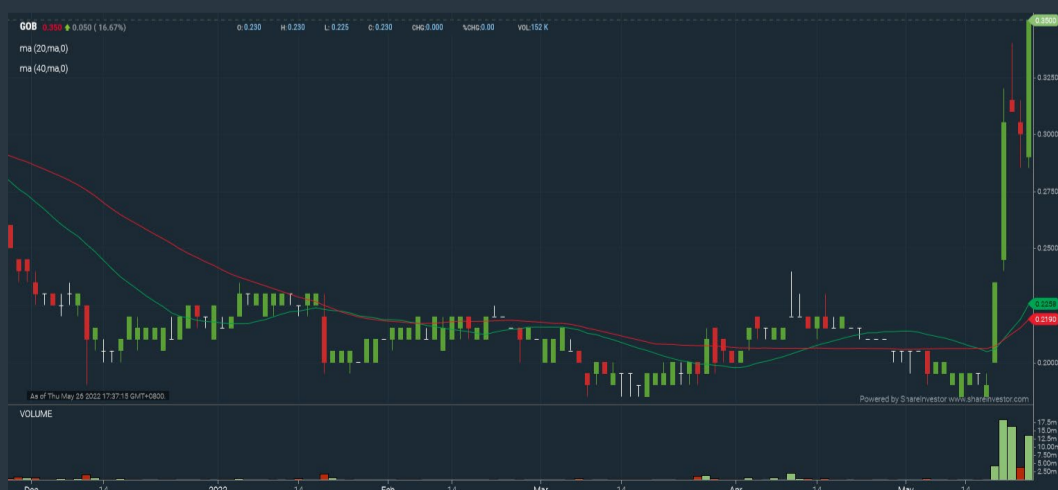 GOB 0.350 0.050 ( 16.67%) O: 0.230 H: 0.230 L: 0.225 C: 0.230 CHG:0.000 %CHG:0.00 VOL:152 K
ma (20,ma,0)
ma (40,ma,0)
0.3500
0.3250
0.3000
0.2750
0.2500
0.2258
0.2190
0.2000
As of Thu May 26 2022 17:37:15 GMT+0800.
Powered by ShareInvestor www.shareinvestor.com
VOLUME
17.5m
15.0m
12.5m
10.00m
7.50m
5.00m
2.50m
Dec 14 2022 14 Feb 14 Mar 14 Apr 14 May 14